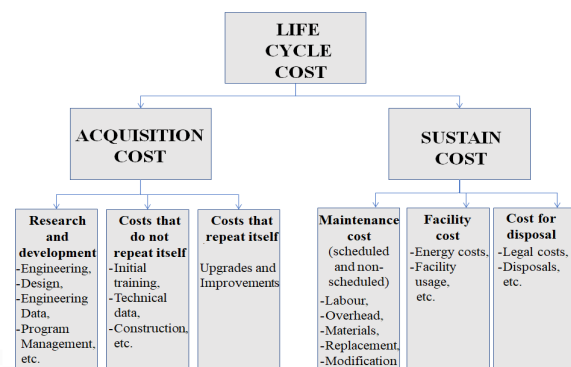 LIFE
CYCLE
COST
ACQUISITION
COST
SUSTAIN
COST
Research
and
development
-Engineering,
-Design,
-Engineering
Data,
-Program
Management,
etc.
Costs that
do not
repeat itself
-Initial
training,
-Technical
data,
-Construction,
etc.
Costs that
repeat itself
Upgrades and
Improvements
Maintenance
cost
(scheduled
and non-
scheduled)
-Labour,
-Overhead,
-Materials,
-Replacement,
-Modification
Facility
cost
-Energy costs,
-Facility
usage,
etc.
Cost for
disposal
-Legal costs,
-Disposals,
etc.